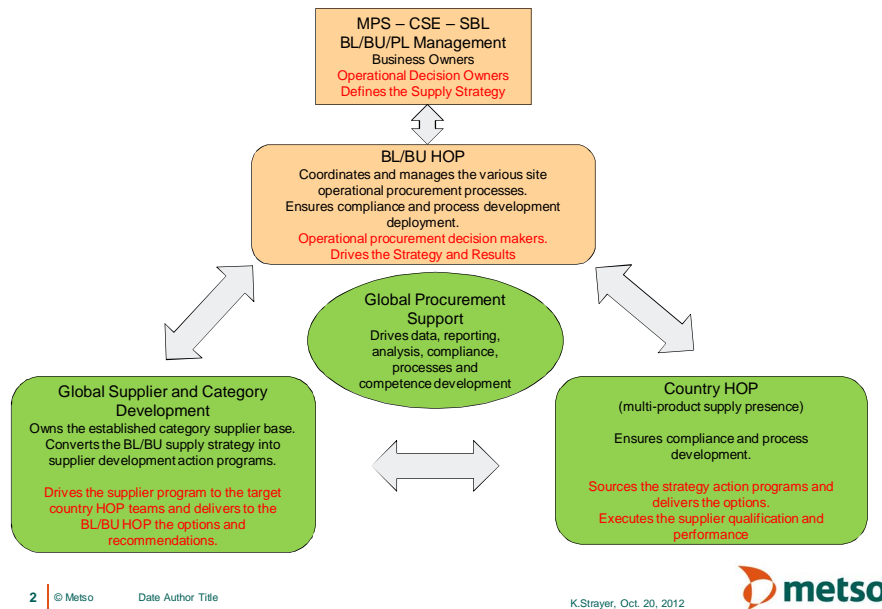 MPS – CSE – SBL
BL/BU/PL Management
Business Owners
Operational Decision Owners
Defines the Supply Strategy
BL/BU HOP
Coordinates and manages the various site
operational procurement processes.
Ensures compliance and process development
deployment.
Operational procurement decision makers.
Drives the Strategy and Results
Global Procurement
Support
Drives data, reporting,
analysis, compliance,
processes and
competence development
Global Supplier and Category
Development
Owns the established category supplier base.
Converts the BL/BU supply strategy into
supplier development action programs.
Drives the supplier program to the target
country HOP teams and delivers to the
BL/BU HOP the options and
recommendations.
Country HOP
(multi-product supply presence)
Ensures compliance and process
development.
Sources the strategy action programs and
delivers the options.
Executes the supplier qualification and
performance
2 © Metso Date Author Title
K.Strayer, Oct. 20, 2012
metso